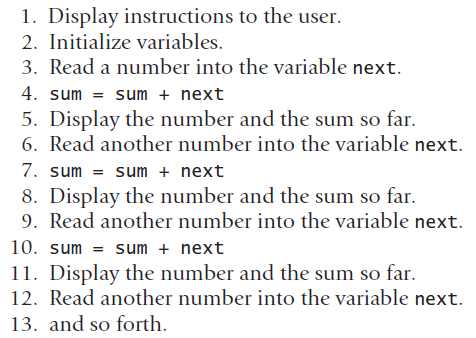 1. Display instructions to the user.
2. Initialize variables.
3. Read a number into the variable next.
4. sum = sum + next
5. Display the number and the sum so far.
6. Read another number into the variable next.
7. sum = sum + next
8. Display the number and the sum so far.
9. Read another number into the variable next.
10. sum = sum + next
11. Display the number and the sum so far.
12. Read another number into the variable next.
13. and so forth.